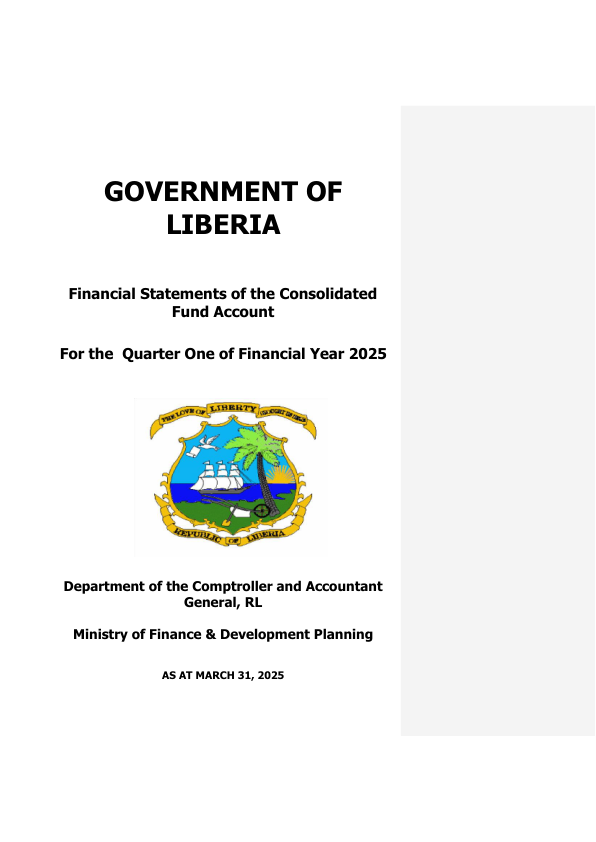 GOVERNMENT OF
LIBERIA
Financial Statements of the Consolidated
Fund Account
For the  Quarter One of Financial Year 2025
THE LOVE OF LIBERTY BROUGHT US HERE
REPUBLIC OF LIBERIA
Department of the Comptroller and Accountant
General, RL
Ministry of Finance & Development Planning
AS AT MARCH 31, 2025